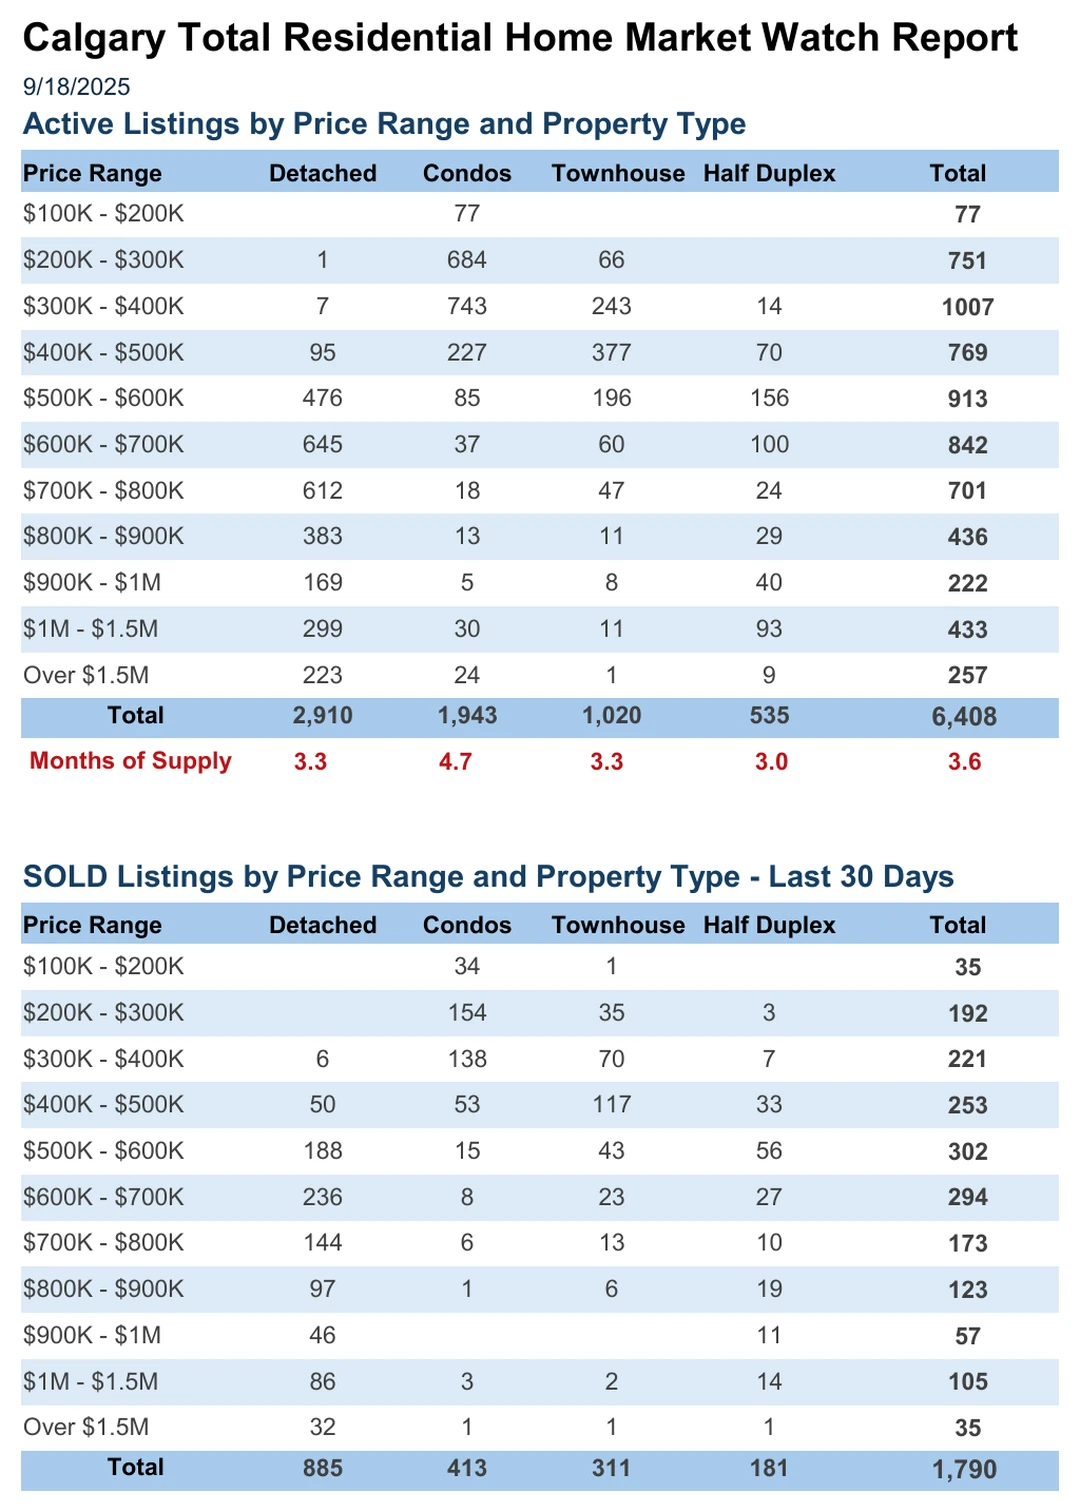 Calgary Total Residential Home Market Watch Report
9/18/2025
Active Listings by Price Range and Property Type
Price Range Detached Condos Townhouse Half Duplex Total
$100K - $200K 77 77
$200K - $300K 1 684 66 751
$300K - $400K 7 743 243 14 1007
$400K - $500K 95 227 377 70 769
$500K - $600K 476 85 196 156 913
$600K - $700K 645 37 60 100 842
$700K - $800K 612 18 47 24 701
$800K - $900K 383 13 11 29 436
$900K - $1M 169 5 8 40 222
$1M - $1.5M 299 30 11 93 433
Over $1.5M 223 24 1 9 257
Total 2,910 1,943 1,020 535 6,408
Months of Supply 3.3 4.7 3.3 3.0 3.6
SOLD Listings by Price Range and Property Type - Last 30 Days
Price Range Detached Condos Townhouse Half Duplex Total
$100K - $200K 34 1 35
$200K - $300K 154 35 3 192
$300K - $400K 6 138 70 7 221
$400K - $500K 50 53 117 33 253
$500K - $600K 188 15 43 56 302
$600K - $700K 236 8 23 27 294
$700K - $800K 144 6 13 10 173
$800K - $900K 97 1 6 19 123
$900K - $1M 46 11 57
$1M - $1.5M 86 3 2 14 105
Over $1.5M 32 1 1 1 35
Total 885 413 311 181 1,790